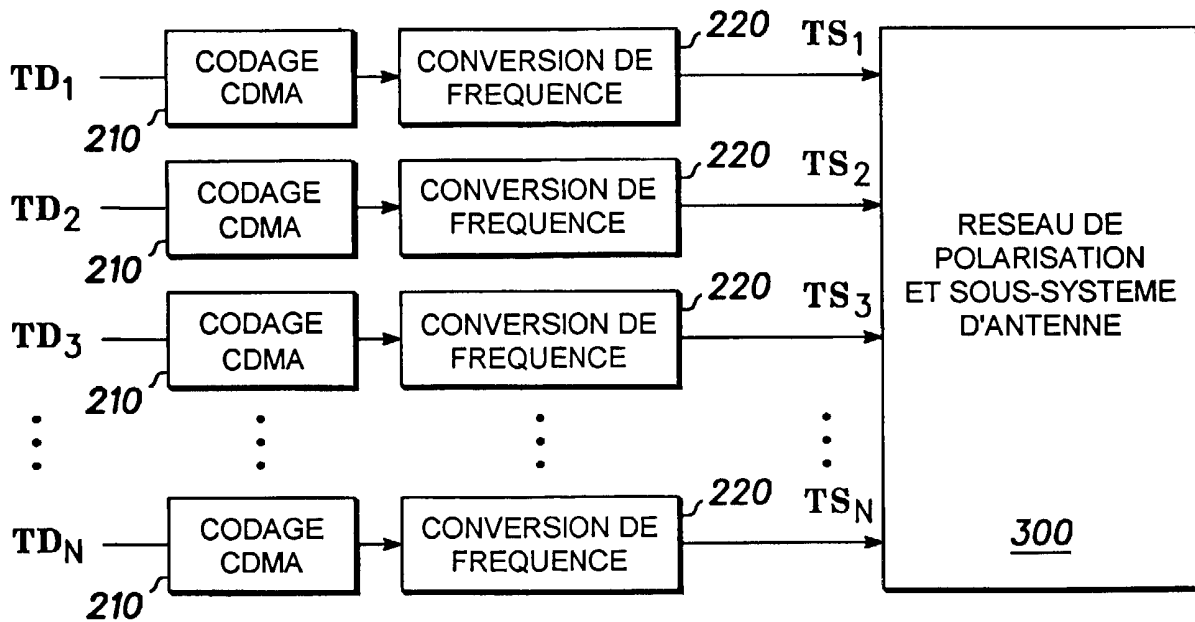 TD1
CODAGE
CDMA
210
CONVERSION DE
FREQUENCE
220
TS1
TD2
CODAGE
CDMA
210
CONVERSION DE
FREQUENCE
220
TS2
TD3
CODAGE
CDMA
210
CONVERSION DE
FREQUENCE
220
TS3
TDN
CODAGE
CDMA
210
CONVERSION DE
FREQUENCE
220
TSN
RESEAU DE
POLARISATION
ET SOUS-SYSTEME
D'ANTENNE
300